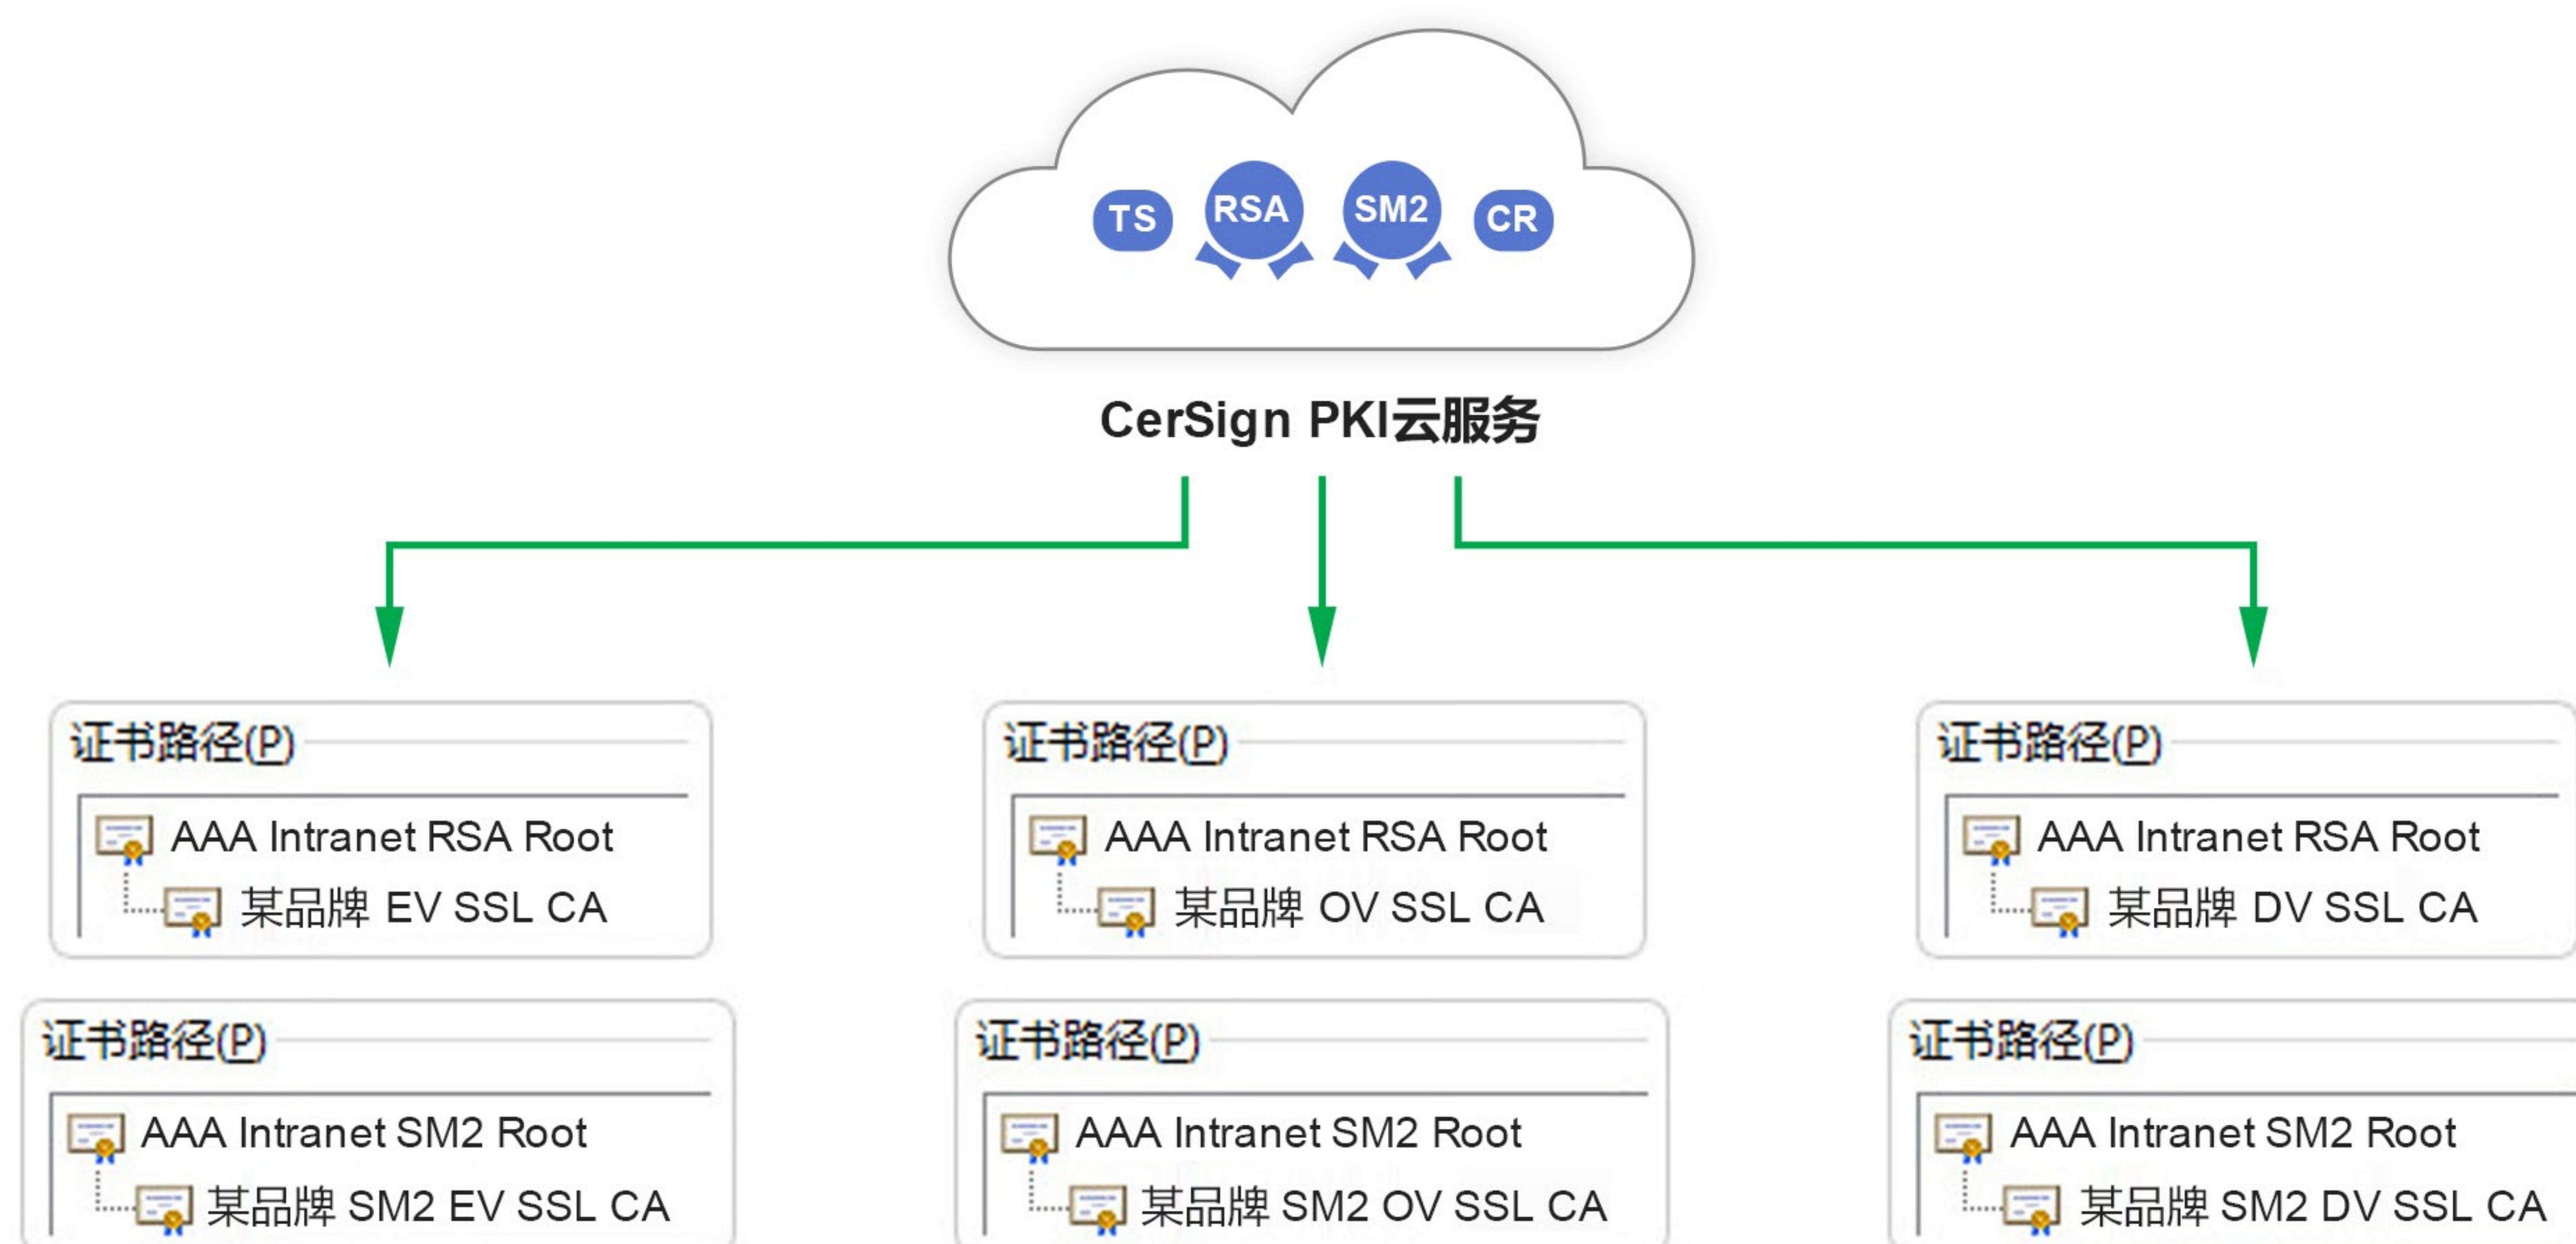 TS RSA SM2 CR
CerSign PKI云服务
证书路径(P)
AAA Intranet RSA Root
某品牌 EV SSL CA
证书路径(P)
AAA Intranet RSA Root
某品牌 OV SSL CA
证书路径(P)
AAA Intranet RSA Root
某品牌 DV SSL CA
证书路径(P)
AAA Intranet SM2 Root
某品牌 SM2 EV SSL CA
证书路径(P)
AAA Intranet SM2 Root
某品牌 SM2 OV SSL CA
证书路径(P)
AAA Intranet SM2 Root
某品牌 SM2 DV SSL CA